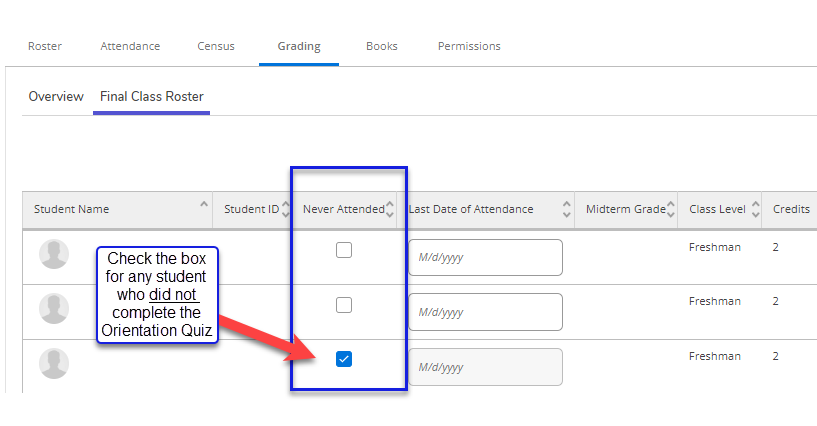 Roster Attendance Census Grading Books Permissions
Overview Final Class Roster
Student Name Student ID Never Attended Last Date of Attendance Midterm Grade Class Level Credits
M/d/yyyy Freshman 2
Check the box
for any student
who did not
complete the
Orientation Quiz
M/d/yyyy Freshman 2
M/d/yyyy Freshman 2